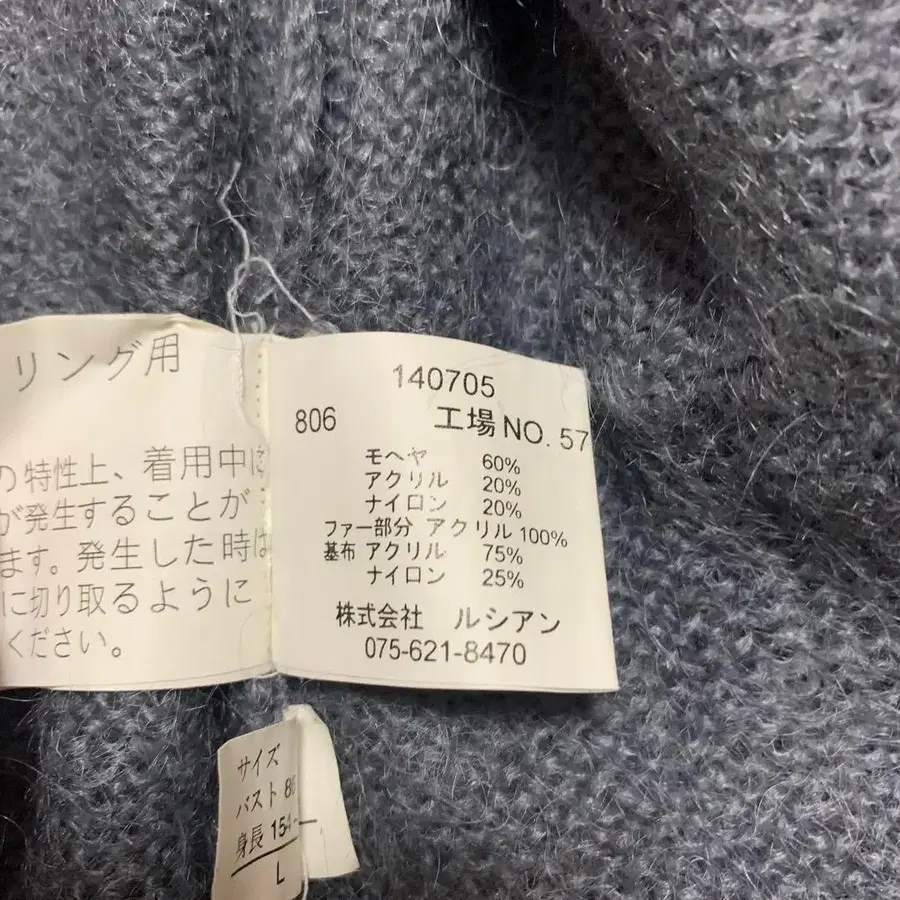 リング用
の特性上、着用中に
が発生することが
ます。発生した時は
に切り取るように
ください。
140705
806 工場NO. 57
モヘヤ 60%
アクリル 20%
ナイロン 20%
ファー部分 アクリル 100%
基布 アクリル 75%
ナイロン 25%
株式会社 ルシアン
075-621-8470
サイズ
バスト 86
身長 154-
L